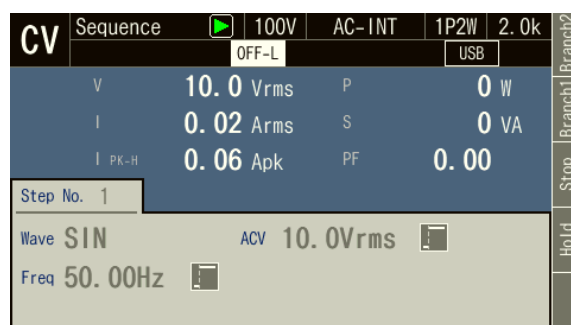 CV Sequence 100V AC-INT 1P2W 2.0k
OFF-L USB
V 10.0 Vrms P 0 W
I 0.02 Arms S 0 VA
I PK-H 0.06 Apk PF 0.00
Step No. 1
Wave SIN ACV 10.0Vrms
Freq 50.00Hz
Branch2
Branch1
Stop
Hold